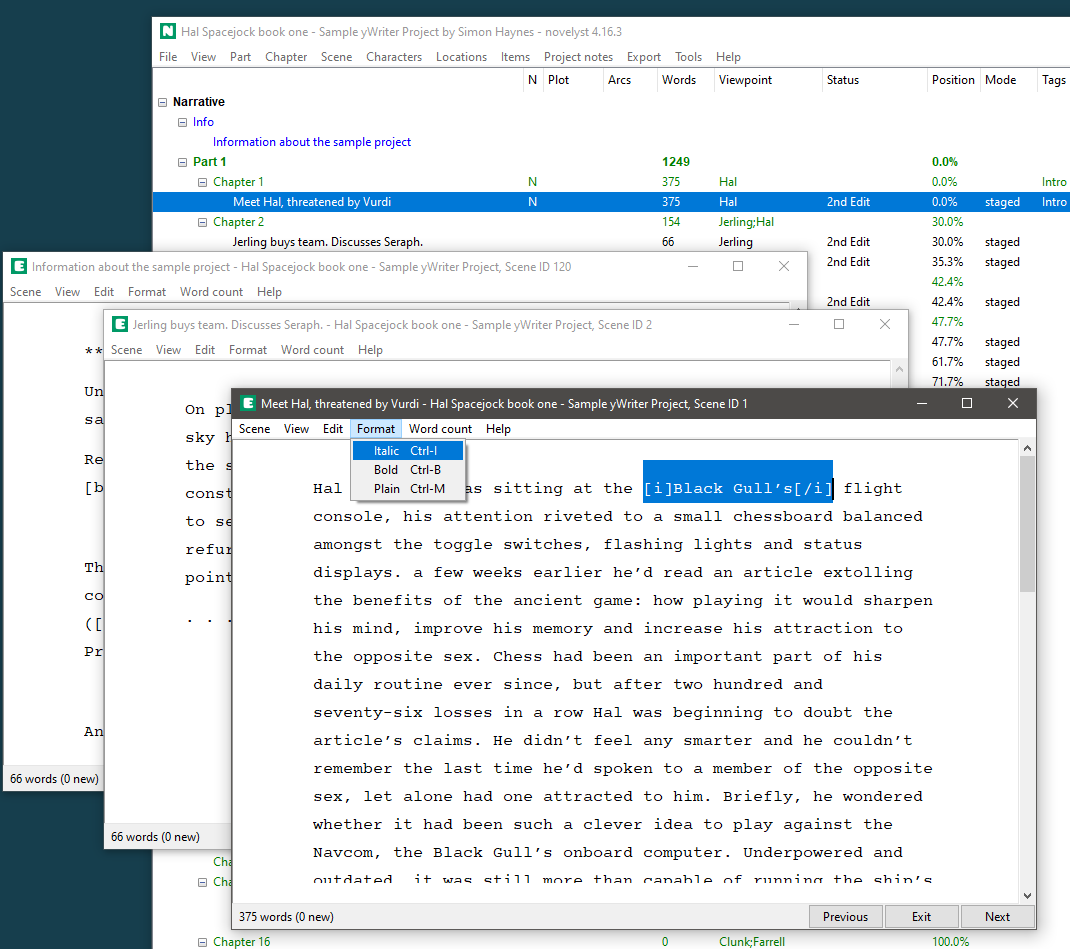 Hal Spacejock book one - Sample yWriter Project by Simon Haynes - novelyst 4.16.3
File View Part Chapter Scene Characters Locations Items Project notes Export Tools Help
N Plot Arcs Words Viewpoint Status Position Mode Tags
Narrative
Info
Information about the sample project
Part 1 1249 0.0%
Chapter 1 N 375 Hal 0.0% Intro
Meet Hal, threatened by Vurdi N 375 Hal 2nd Edit 0.0% staged Intro
Chapter 2 154 Jerling;Hal 30.0%
Jerling buys team. Discusses Seraph. 66 Jerling 2nd Edit 30.0% staged
2nd Edit 35.3% staged
42.4%
2nd Edit 42.4% staged
47.7%
47.7% staged
61.7% staged
71.7% staged
Information about the sample project - Hal Spacejock book one - Sample yWriter Project, Scene ID 120
Scene View Edit Format Word count Help
**
Un
sa
Re
[b
Th
co
([
Pr
An
66 words (0 new)
Jerling buys team. Discusses Seraph. - Hal Spacejock book one - Sample yWriter Project, Scene ID 2
Scene View Edit Format Word count Help
On pl
sky h
the s
const
to se
refur
point
. . .
66 words (0 new)
Meet Hal, threatened by Vurdi - Hal Spacejock book one - Sample yWriter Project, Scene ID 1
Scene View Edit Format Word count Help
Italic Ctrl-I
Bold Ctrl-B
Plain Ctrl-M
Hal as sitting at the [i]Black Gull’s[/i] flight
console, his attention riveted to a small chessboard balanced
amongst the toggle switches, flashing lights and status
displays. a few weeks earlier he’d read an article extolling
the benefits of the ancient game: how playing it would sharpen
his mind, improve his memory and increase his attraction to
the opposite sex. Chess had been an important part of his
daily routine ever since, but after two hundred and
seventy-six losses in a row Hal was beginning to doubt the
article’s claims. He didn’t feel any smarter and he couldn’t
remember the last time he’d spoken to a member of the opposite
sex, let alone had one attracted to him. Briefly, he wondered
whether it had been such a clever idea to play against the
Navcom, the Black Gull’s onboard computer. Underpowered and
outdated, it was still more than capable of running the ship’s
375 words (0 new)
Previous Exit Next
Cha
Cha
Chapter 16 0 Clunk;Farrell 100.0%